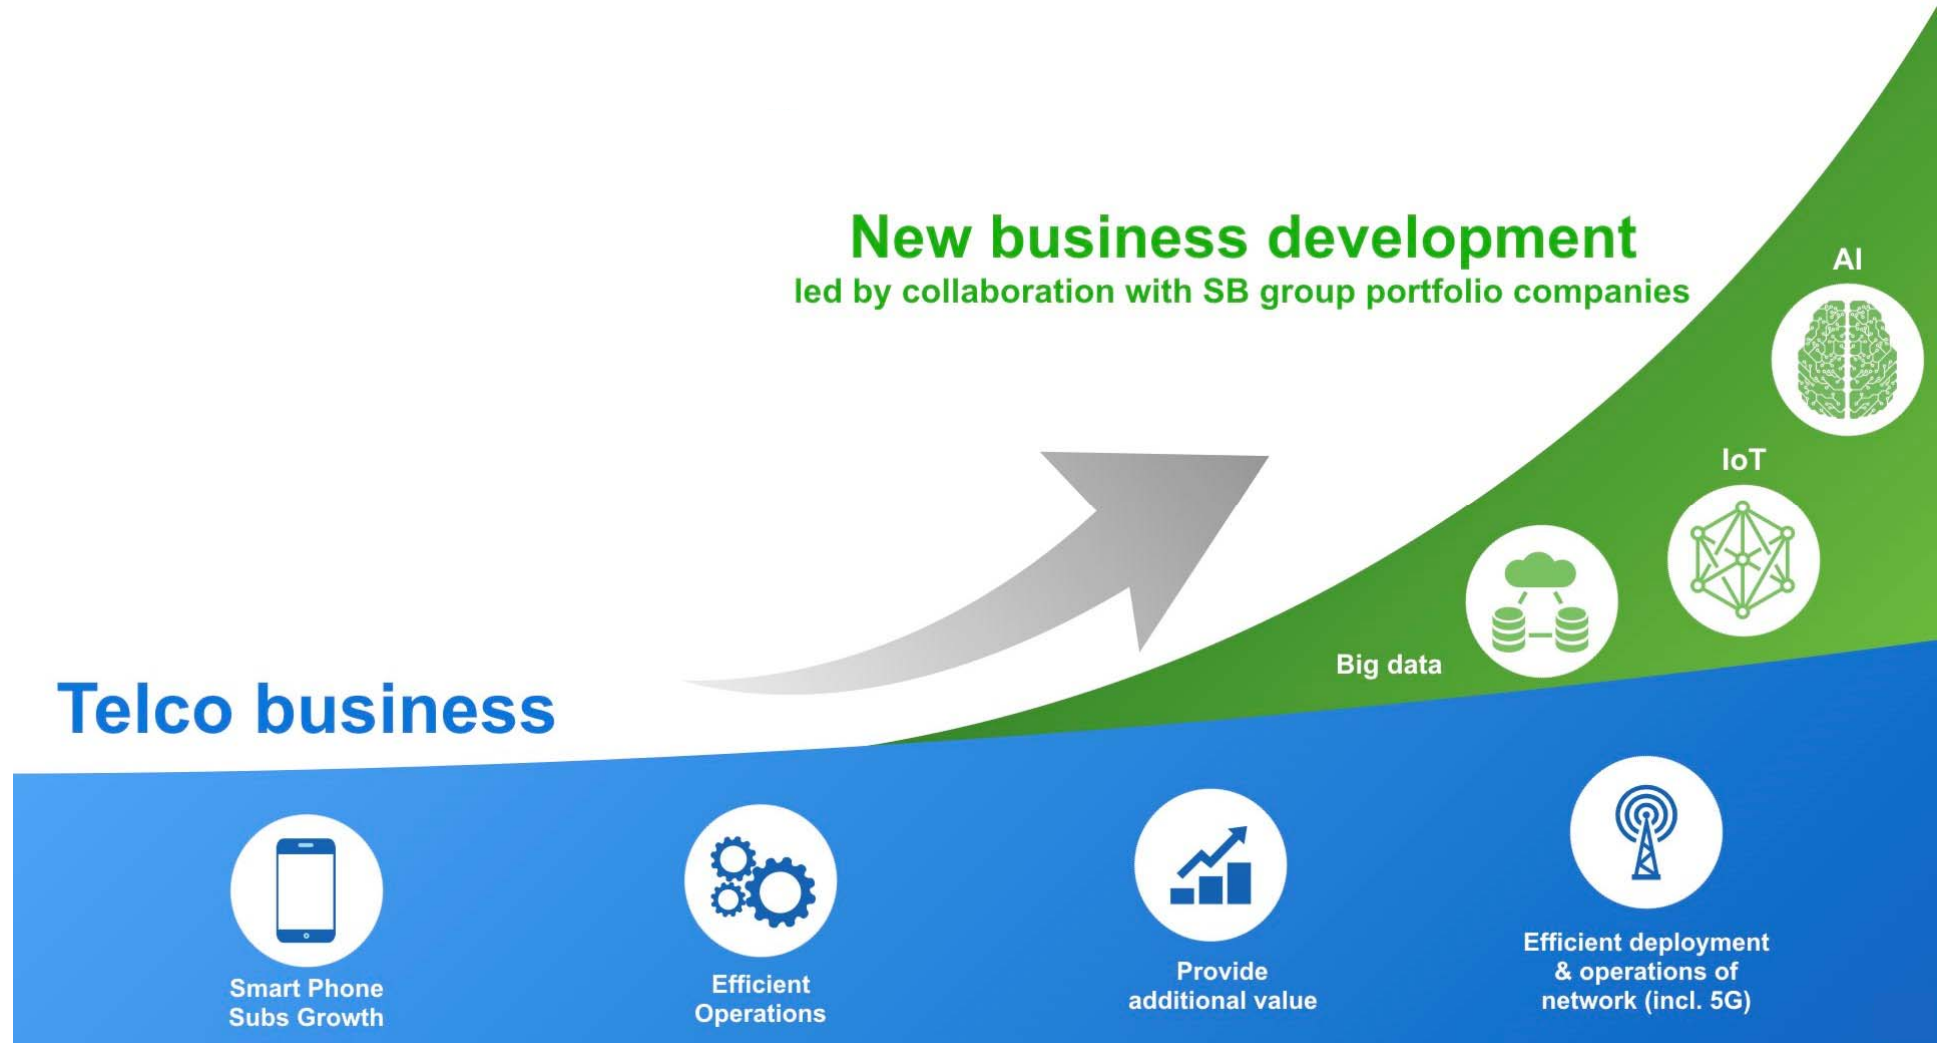 New business development
led by collaboration with SB group portfolio companies
AI
IoT
Big data
Telco business
Smart Phone
Subs Growth
Efficient
Operations
Provide
additional value
Efficient deployment
& operations of
network (incl. 5G)